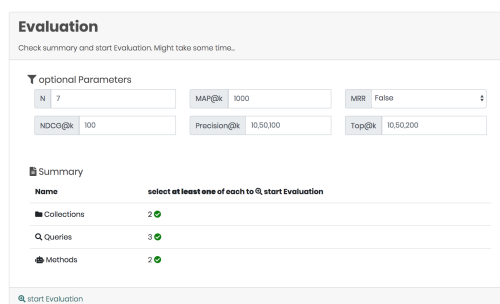 Evaluation
Check summary and start Evaluation. Might take some time...
optional Parameters
N 7 MAP@k 1000 MRR False
NDCG@k 100 Precision@k 10,50,100 Top@k 10,50,200
Summary
Name select at least one of each to start Evaluation
Collections 2
Queries 3
Methods 2
start Evaluation